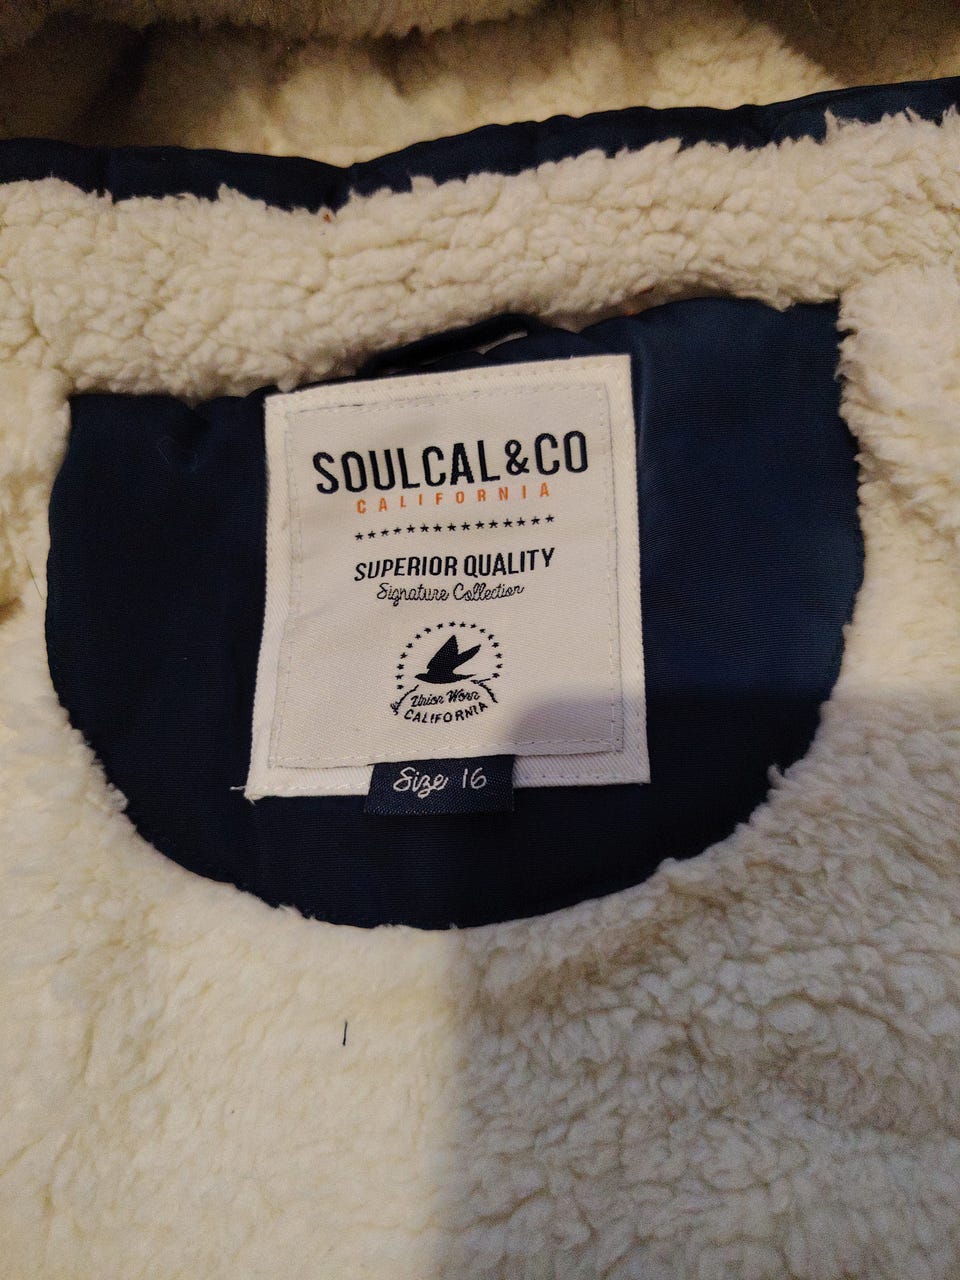 SOULCAL&CO
CALIFORNIA
SUPERIOR QUALITY
Signature Collection
Union Worn
CALIFORNIA
Size 16